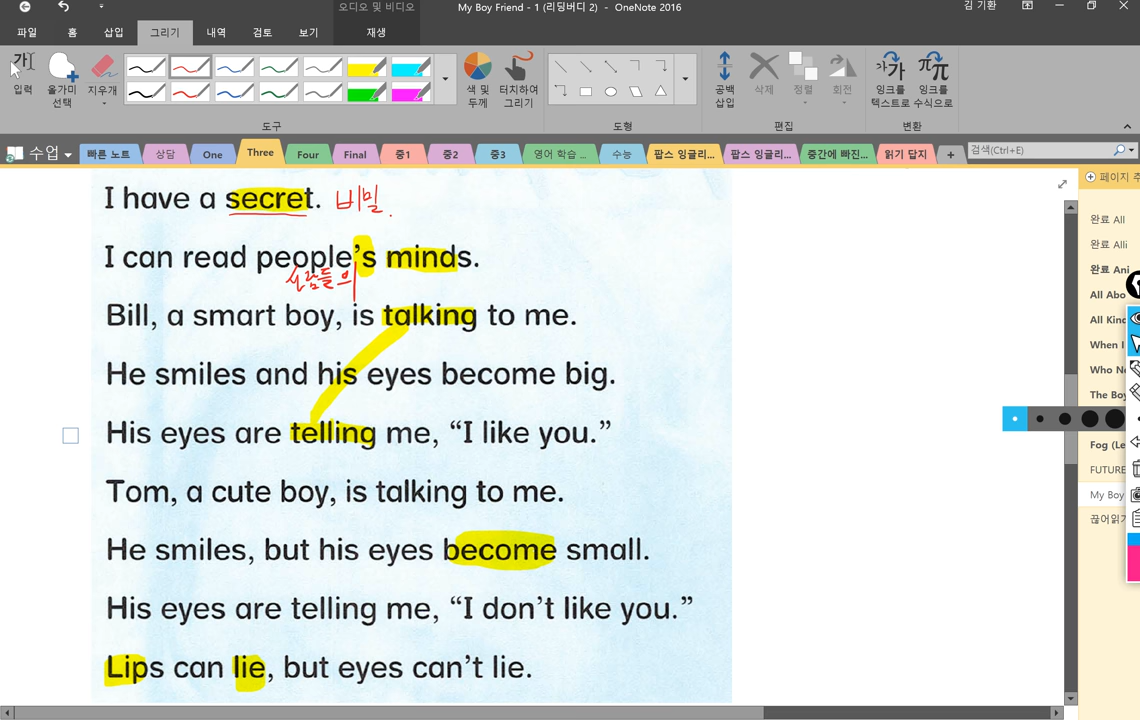 오디오 및 비디오
My Boy Friend - 1 (리딩버디 2) - OneNote 2016
김 기환
파일 홈 삽입 그리기 내역 검토 보기 재생
입력
올가미 선택
지우개
색 및 두께
터치하여 그리기
공백 삽입
삭제
정렬
회전
잉크를 텍스트로
잉크를 수식으로
도구 도형 편집 변환
수업 빠른 노트 상담 One Three Four Final 중1 중2 중3 영어 학습 ... 수능 팝스 잉글리... 팝스 잉글리... 중간에 빠진... 읽기 답지 + 검색(Ctrl+E)
페이지 추
I have a secret. 비밀.
I can read people's minds.
사람들의
Bill, a smart boy, is talking to me.
He smiles and his eyes become big.
His eyes are telling me, “I like you.”
Tom, a cute boy, is talking to me.
He smiles, but his eyes become small.
His eyes are telling me, “I don't like you.”
Lips can lie, but eyes can't lie.
완료 All
완료 Alli
완료 Ani
All Abo
All Kind
When I
Who Ne
The Boy
Fog (Le
FUTURE
My Boy
끊어읽기